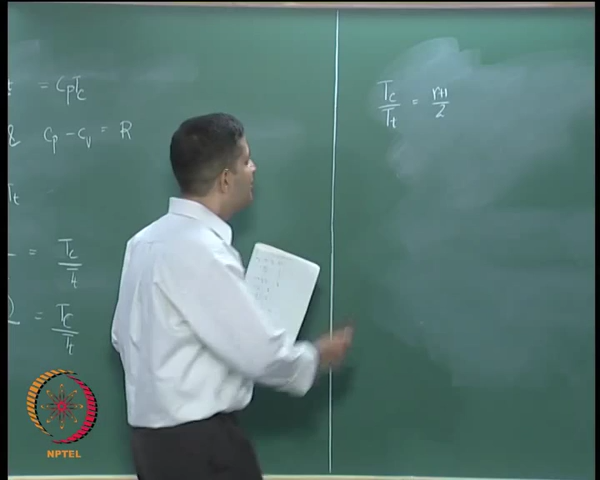 = CpTc
& Cp - Cv = R
Tt
= Tc/Tt
= Tc/Tt
Tc/Tt = γ+1/2
NPTEL